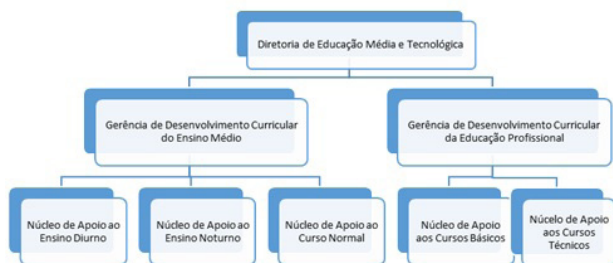 Diretoria de Educação Média e Tecnológica
Gerência de Desenvolvimento Curricular
do Ensino Médio
Gerência de Desenvolvimento Curricular
da Educação Profissional
Núcleo de Apoio ao
Ensino Diurno
Núcleo de Apoio ao
Ensino Noturno
Núcleo de Apoio ao
Curso Normal
Núcleo de Apoio
aos Cursos Básicos
Núcelo de Apoio
aos Cursos
Técnicos